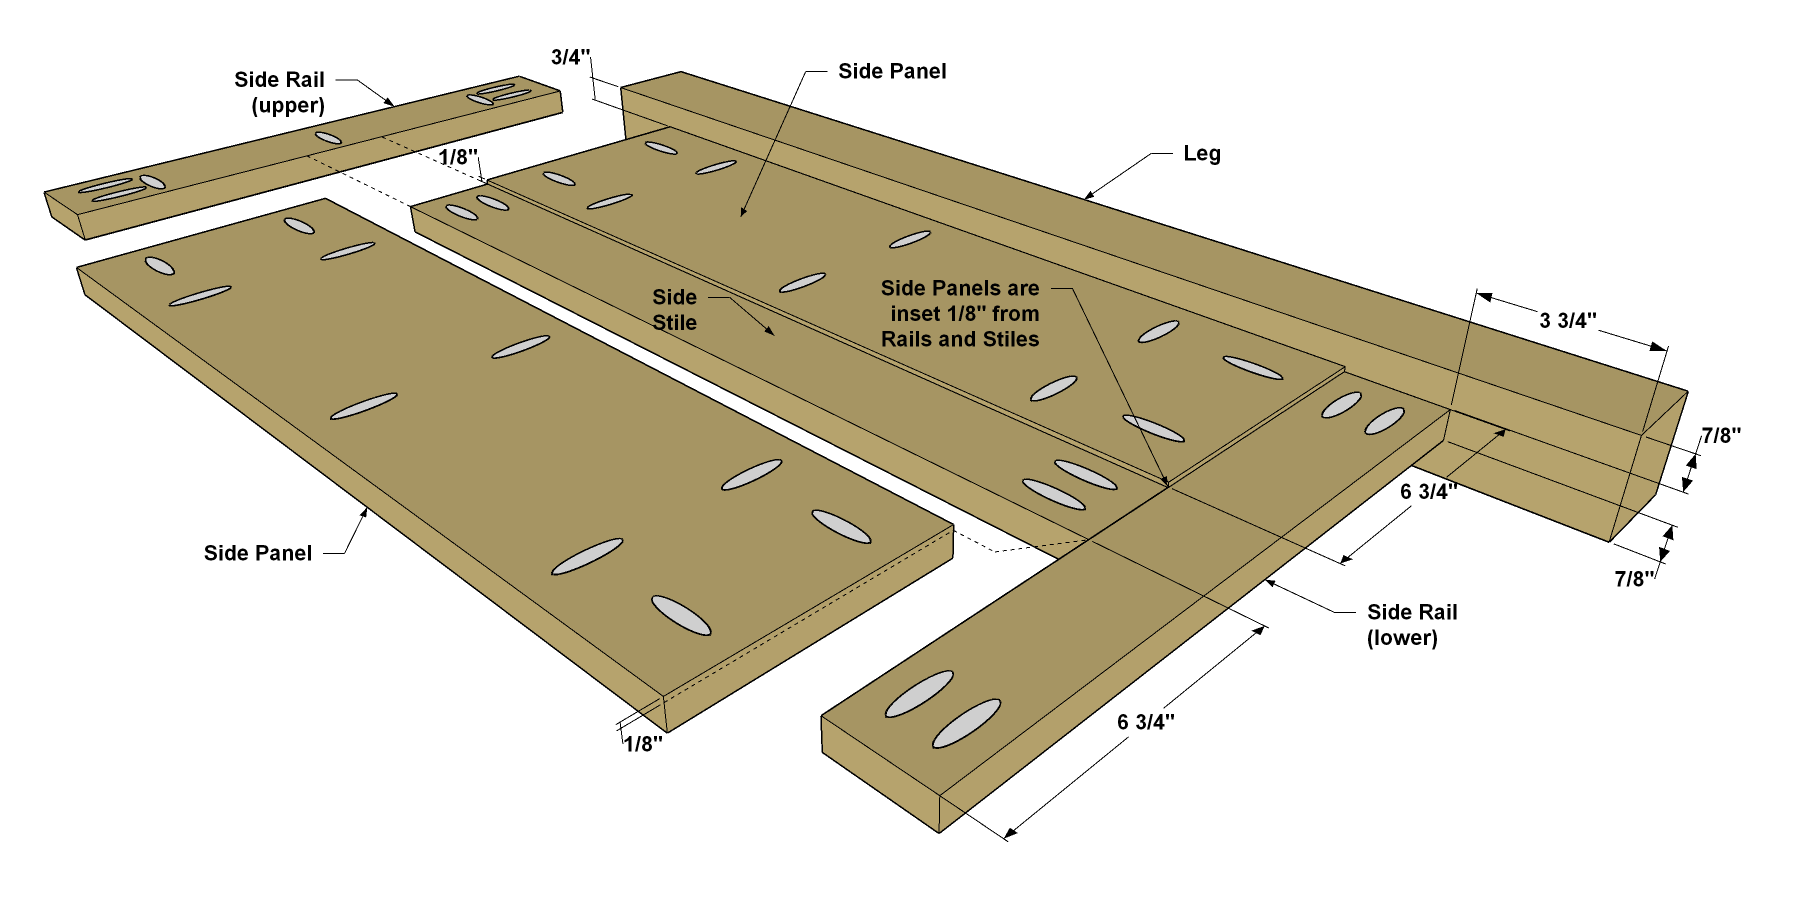 3/4"
Side Panel
Side Rail
(upper)
1/8"
Leg
Side Panels are
inset 1/8" from
Rails and Stiles
Side
Stile
3 3/4"
7/8"
6 3/4"
7/8"
Side Panel
Side Rail
(lower)
6 3/4"
1/8"